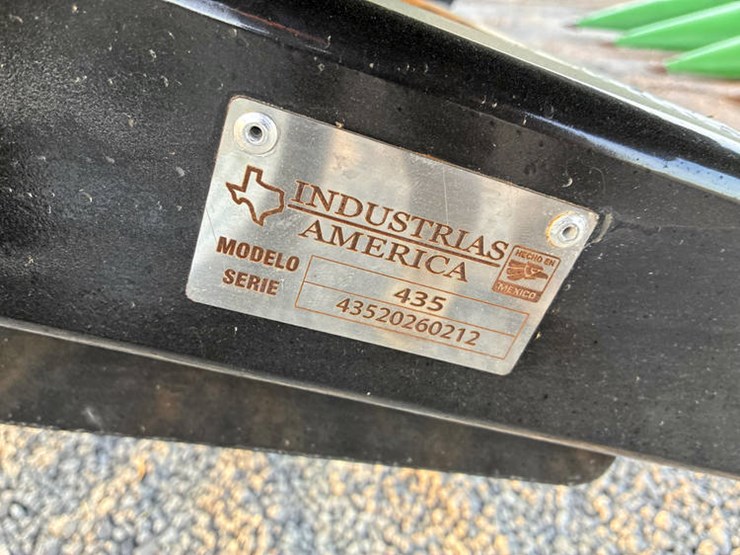 INDUSTRIAS
AMERICA
HECHO EN
MEXICO
MODELO 435
SERIE 43520260212